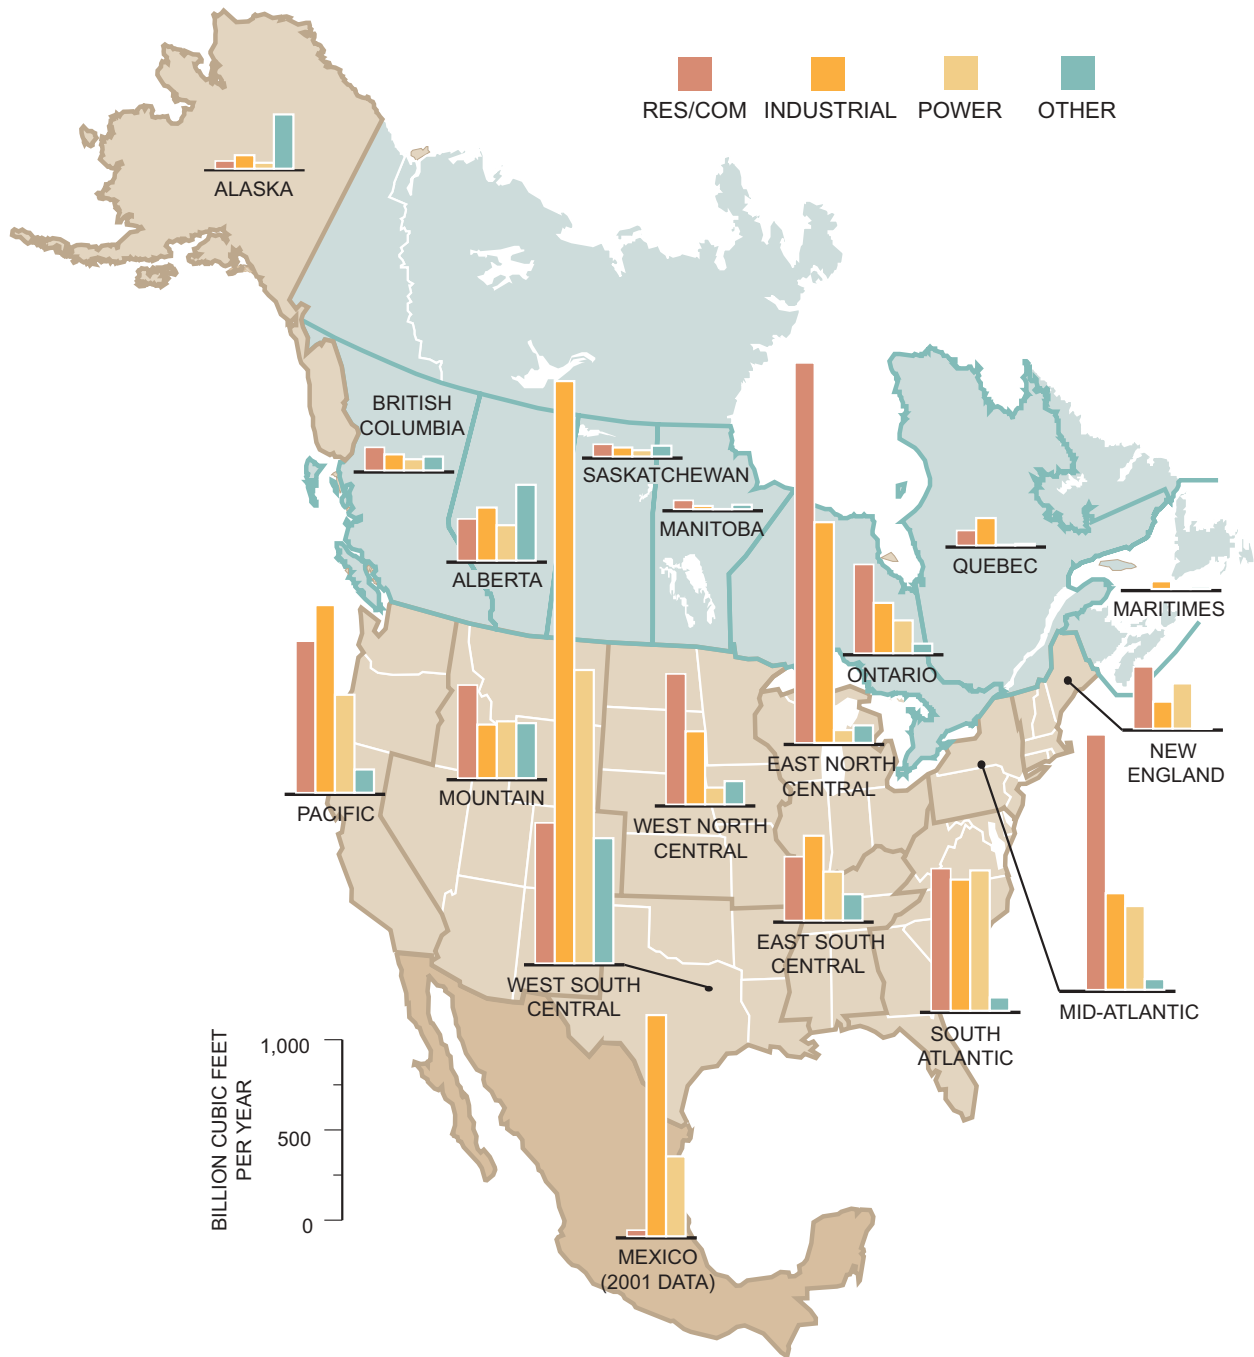 RES/COM INDUSTRIAL POWER OTHER
ALASKA
BRITISH
COLUMBIA
SASKATCHEWAN
MANITOBA
ALBERTA
QUEBEC
MARITIMES
ONTARIO
NEW
ENGLAND
EAST NORTH
CENTRAL
MOUNTAIN
PACIFIC
WEST NORTH
CENTRAL
EAST SOUTH
CENTRAL
WEST SOUTH
CENTRAL
MID-ATLANTIC
SOUTH
ATLANTIC
BILLION CUBIC FEET
PER YEAR
1,000
500
0
MEXICO
(2001 DATA)